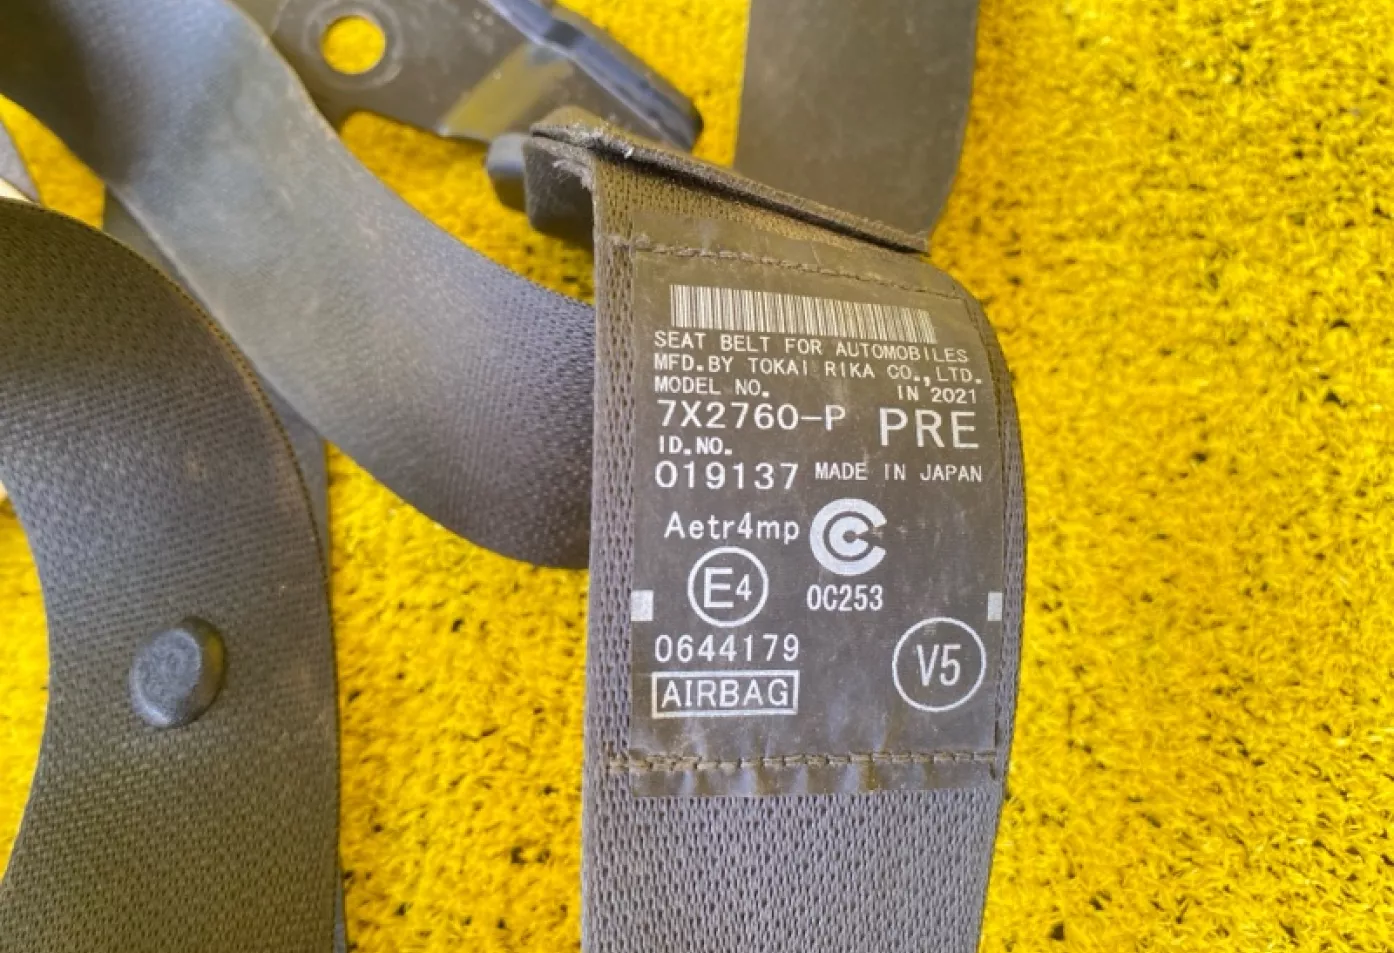 SEAT BELT FOR AUTOMOBILES
MFD.BY TOKAI RIKA CO.,LTD.
MODEL NO. IN 2021
7X2760-P PRE
ID.NO.
019137 MADE IN JAPAN
Aetr4mp
E4 0C253
0644179
V5
AIRBAG